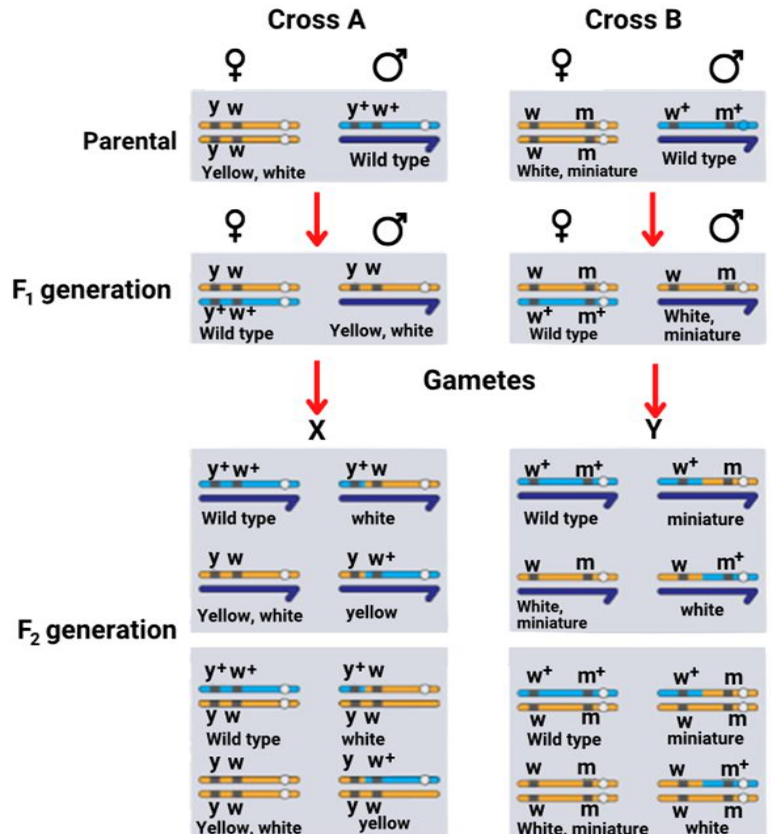 Cross A Cross B
♀ ♂ ♀ ♂
y w y⁺ w⁺ w m w⁺ m⁺
Parental
y w Wild type w m Wild type
Yellow, white White, miniature
♀ ♂ ♀ ♂
y w y w w m w m
F₁ generation
y⁺ w⁺ w⁺ m⁺ White,
Wild type Yellow, white Wild type miniature
Gametes
X Y
y⁺ w⁺ y⁺ w w⁺ m⁺ w⁺ m
Wild type white Wild type miniature
y w y w⁺ w m w m⁺
Yellow, white yellow White, white
miniature
F₂ generation
y⁺ w⁺ y⁺ w w⁺ m⁺ w⁺ m
y w y w w m w m
Wild type white Wild type miniature
y w y w⁺ w m w m⁺
y w y w w m w m
Yellow, white yellow White, miniature white